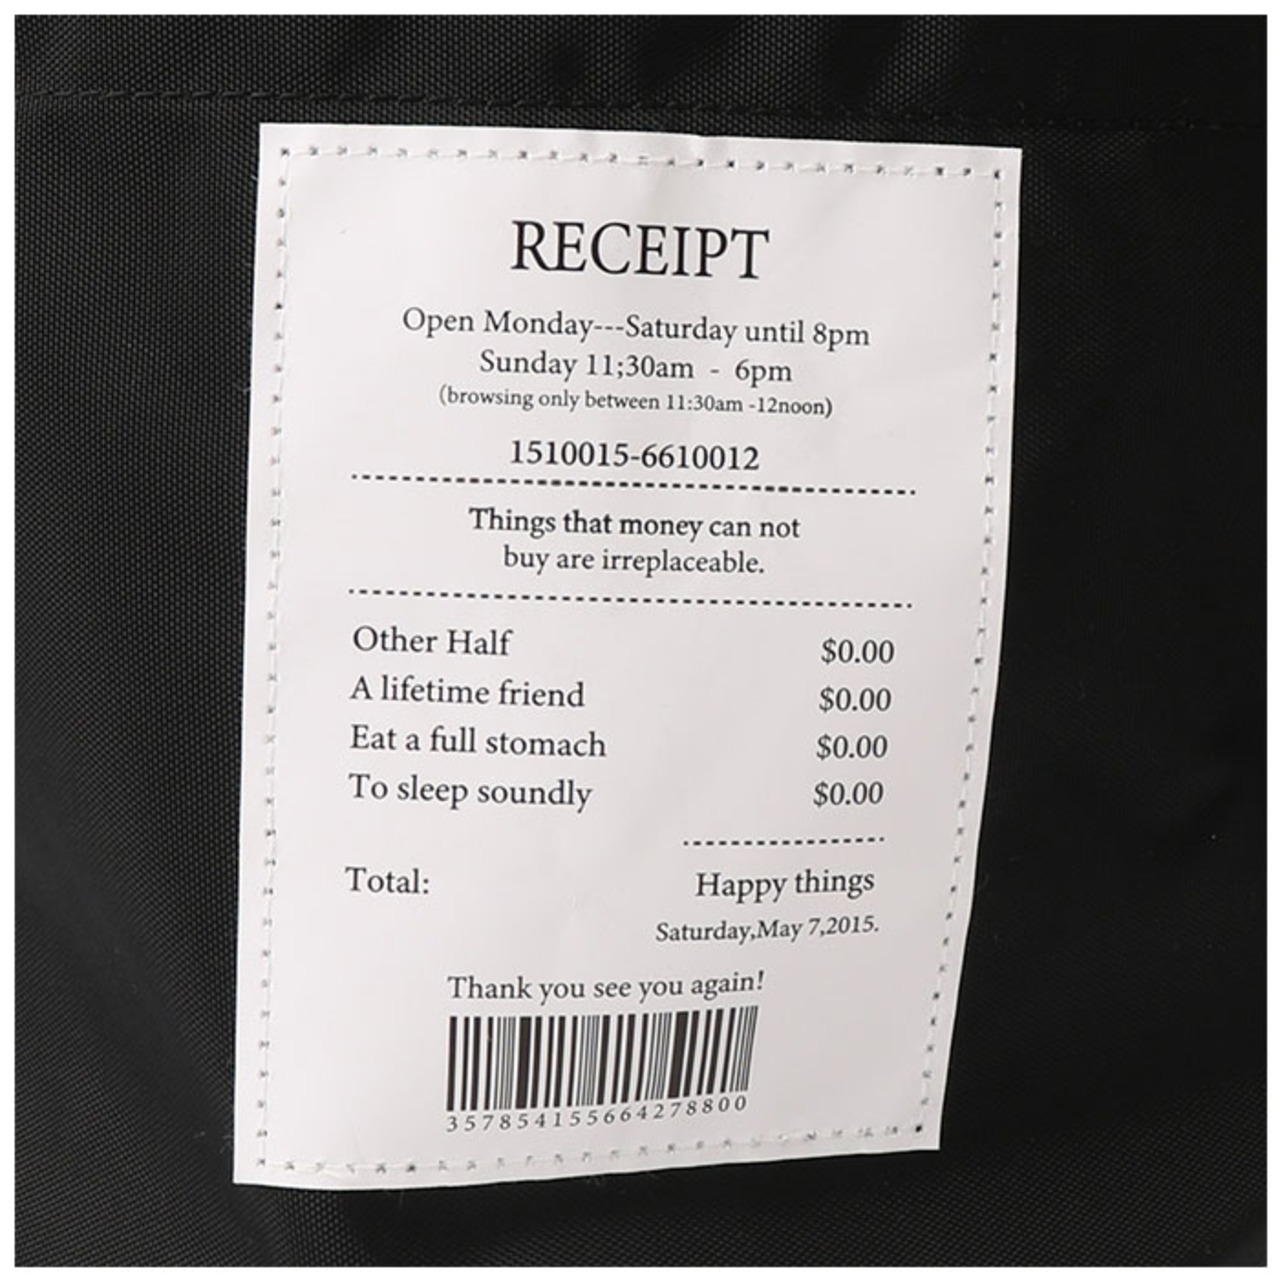 RECEIPT
Open Monday---Saturday until 8pm
Sunday 11;30am - 6pm
(browsing only between 11:30am -12noon)
1510015-6610012
Things that money can not
buy are irreplaceable.
Other Half $0.00
A lifetime friend $0.00
Eat a full stomach $0.00
To sleep soundly $0.00
Total: Happy things
Saturday,May 7,2015.
Thank you see you again!
357854155664278800